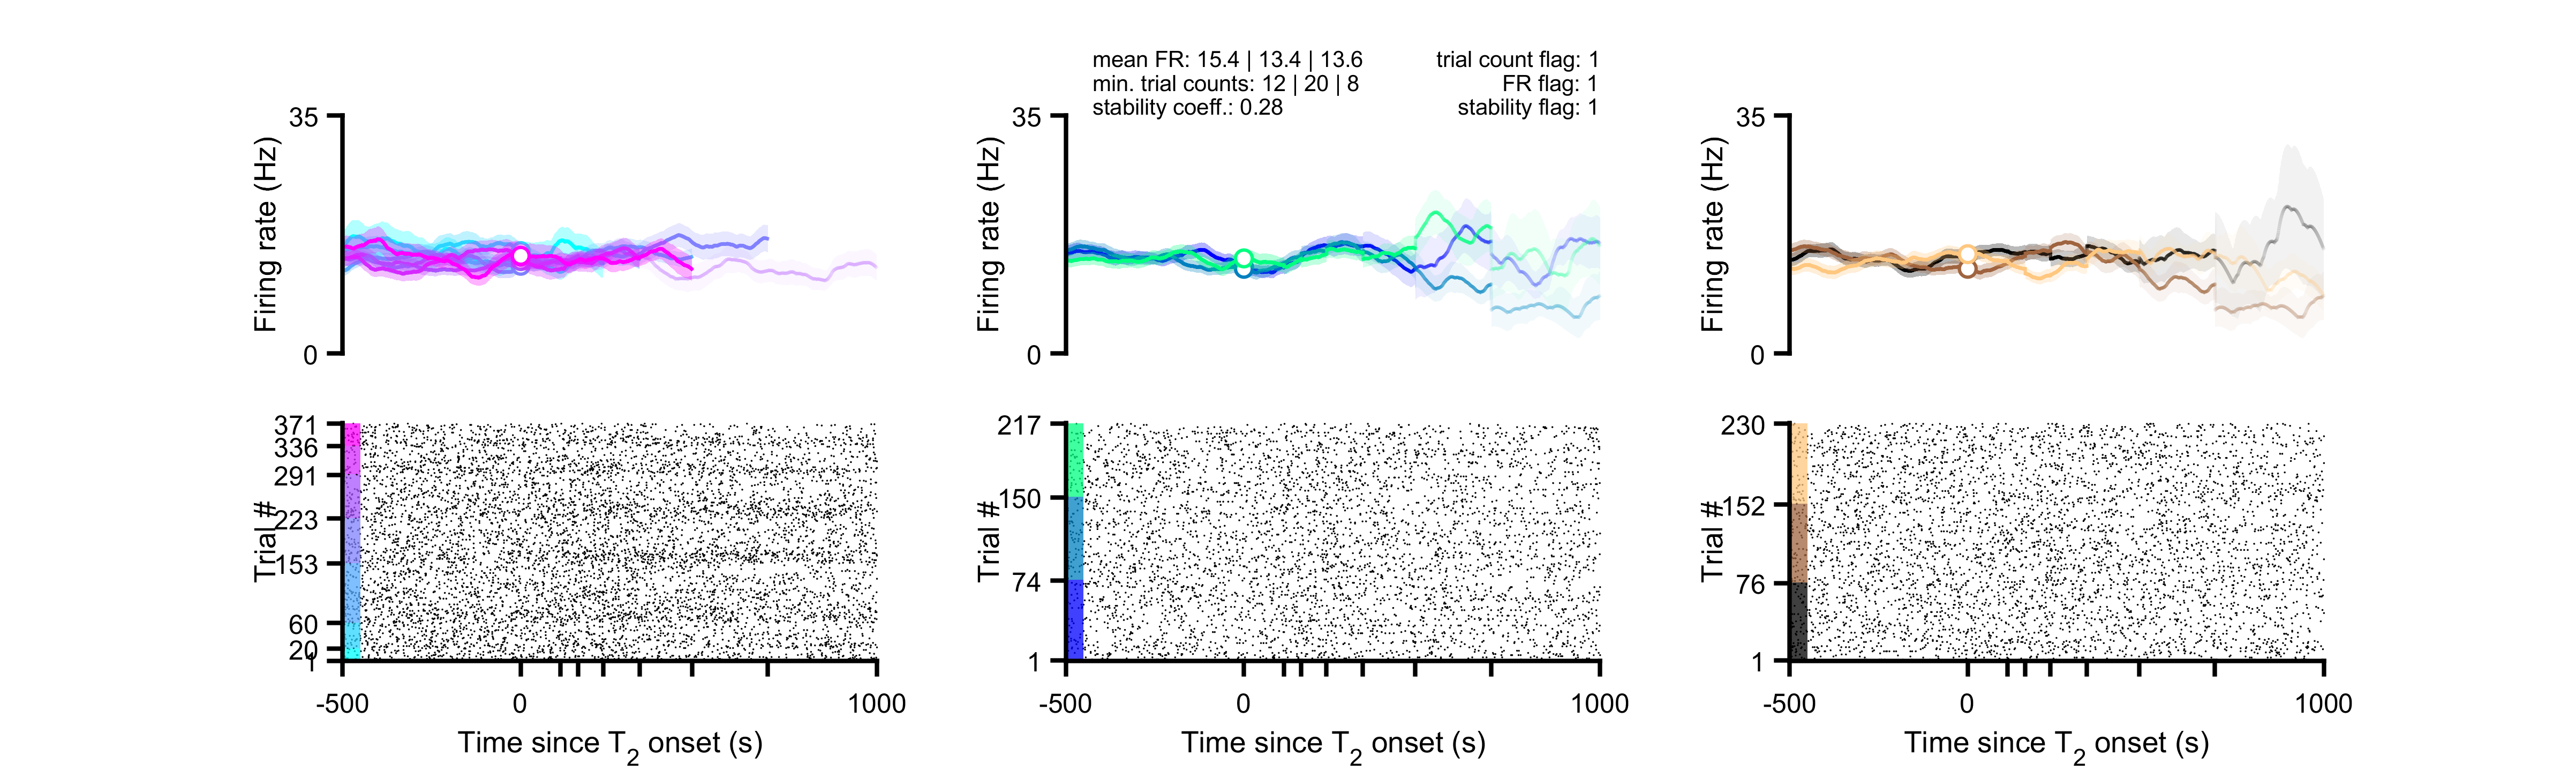 mean FR: 15.4 | 13.4 | 13.6
min. trial counts: 12 | 20 | 8
stability coeff.: 0.28
trial count flag: 1
FR flag: 1
stability flag: 1
35
Firing rate (Hz)
0
35
Firing rate (Hz)
0
35
Firing rate (Hz)
0
371
336
291
223
153
60
20
1
Trial #
-500
0
1000
Time since T2 onset (s)
217
150
74
1
Trial #
-500
0
1000
Time since T2 onset (s)
230
152
76
1
Trial #
-500
0
1000
Time since T2 onset (s)